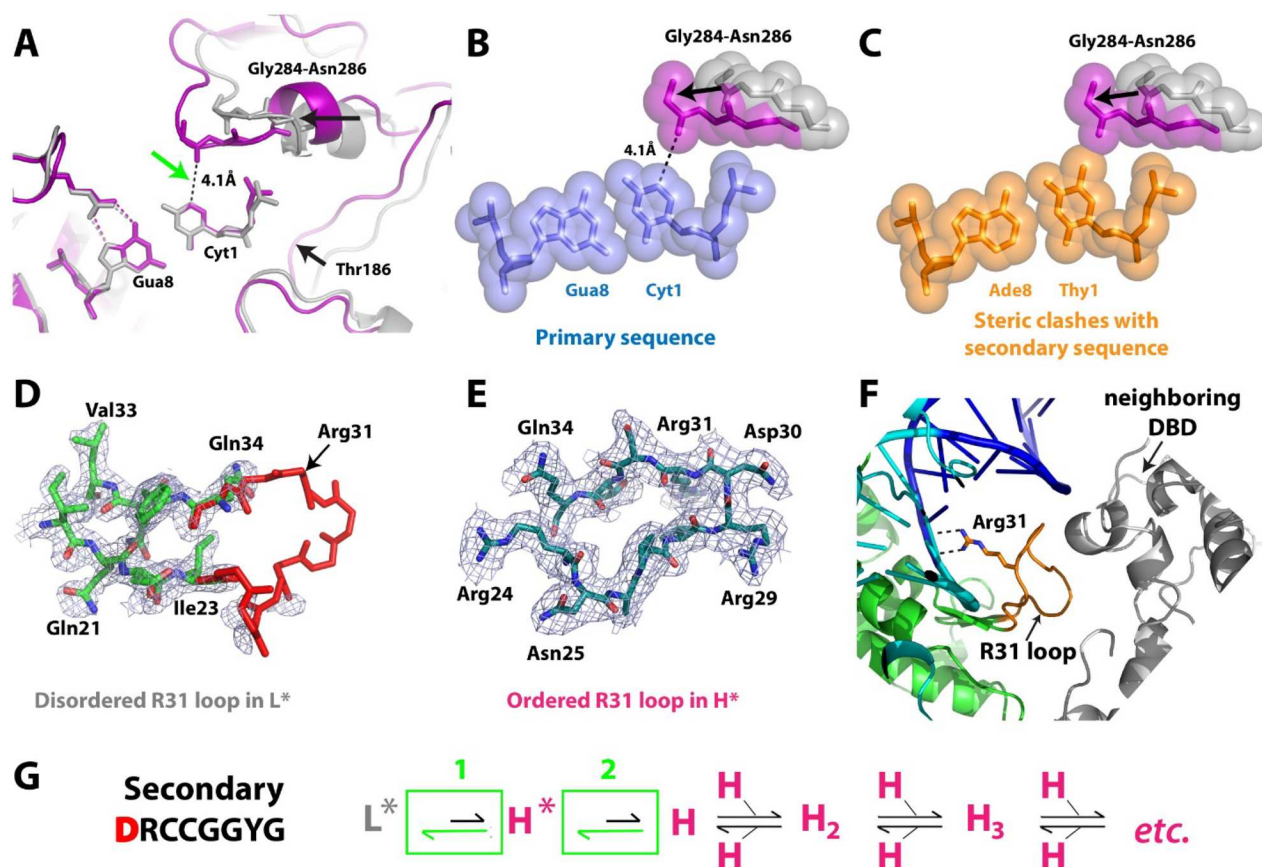 A
Gly284-Asn286
4.1Å
Cyt1
Gua8
Thr186
B
Gly284-Asn286
4.1Å
Gua8 Cyt1
Primary sequence
C
Gly284-Asn286
Ade8 Thy1
Steric clashes with
secondary sequence
D
Val33
Gln34
Arg31
Gln21
Ile23
Disordered R31 loop in L*
E
Gln34
Arg31
Asp30
Arg24
Arg29
Asn25
Ordered R31 loop in H*
F
neighboring
DBD
Arg31
R31 loop
G
Secondary
DRCCGGYG
1 2
L* H* H H H2 H H3 H etc.
H H H